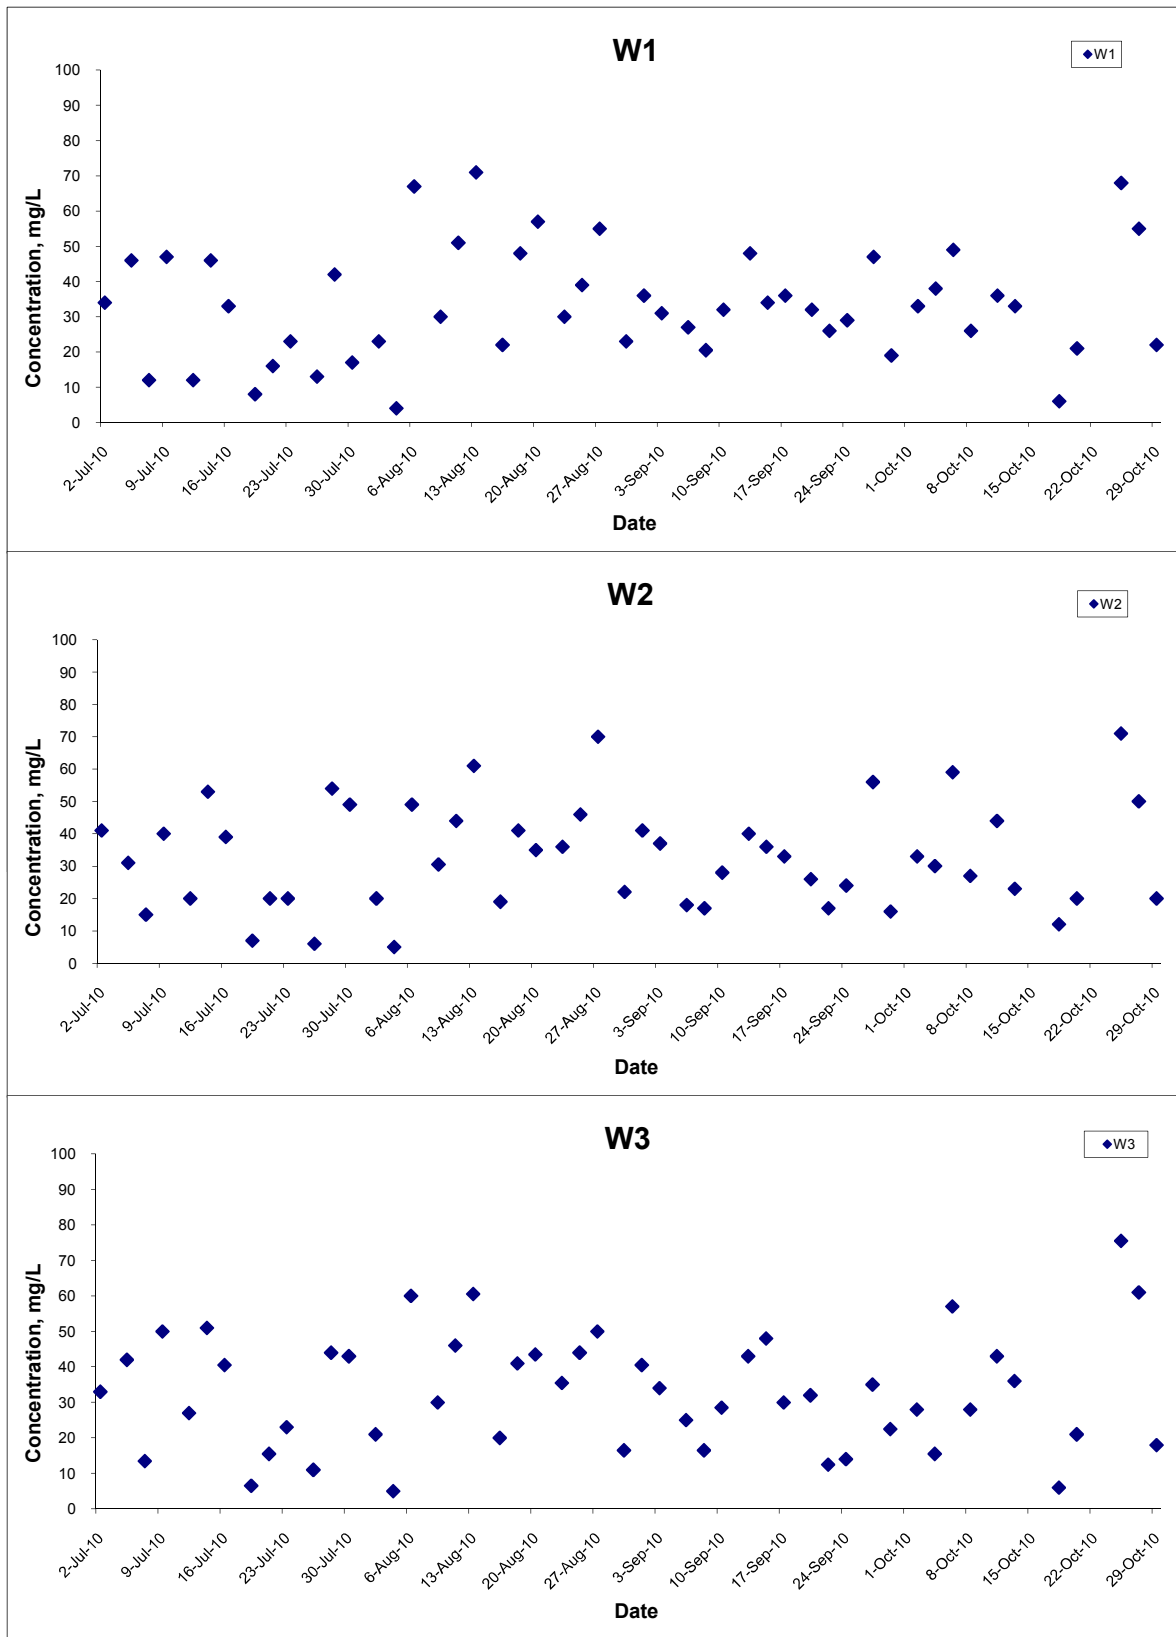 W1
W1
100
90
80
70
60
50
40
30
20
10
0
Concentration, mg/L
2-Jul-10
9-Jul-10
16-Jul-10
23-Jul-10
30-Jul-10
6-Aug-10
13-Aug-10
20-Aug-10
27-Aug-10
3-Sep-10
10-Sep-10
17-Sep-10
24-Sep-10
1-Oct-10
8-Oct-10
15-Oct-10
22-Oct-10
29-Oct-10
Date
W2
W2
100
90
80
70
60
50
40
30
20
10
0
Concentration, mg/L
2-Jul-10
9-Jul-10
16-Jul-10
23-Jul-10
30-Jul-10
6-Aug-10
13-Aug-10
20-Aug-10
27-Aug-10
3-Sep-10
10-Sep-10
17-Sep-10
24-Sep-10
1-Oct-10
8-Oct-10
15-Oct-10
22-Oct-10
29-Oct-10
Date
W3
W3
100
90
80
70
60
50
40
30
20
10
0
Concentration, mg/L
2-Jul-10
9-Jul-10
16-Jul-10
23-Jul-10
30-Jul-10
6-Aug-10
13-Aug-10
20-Aug-10
27-Aug-10
3-Sep-10
10-Sep-10
17-Sep-10
24-Sep-10
1-Oct-10
8-Oct-10
15-Oct-10
22-Oct-10
29-Oct-10
Date